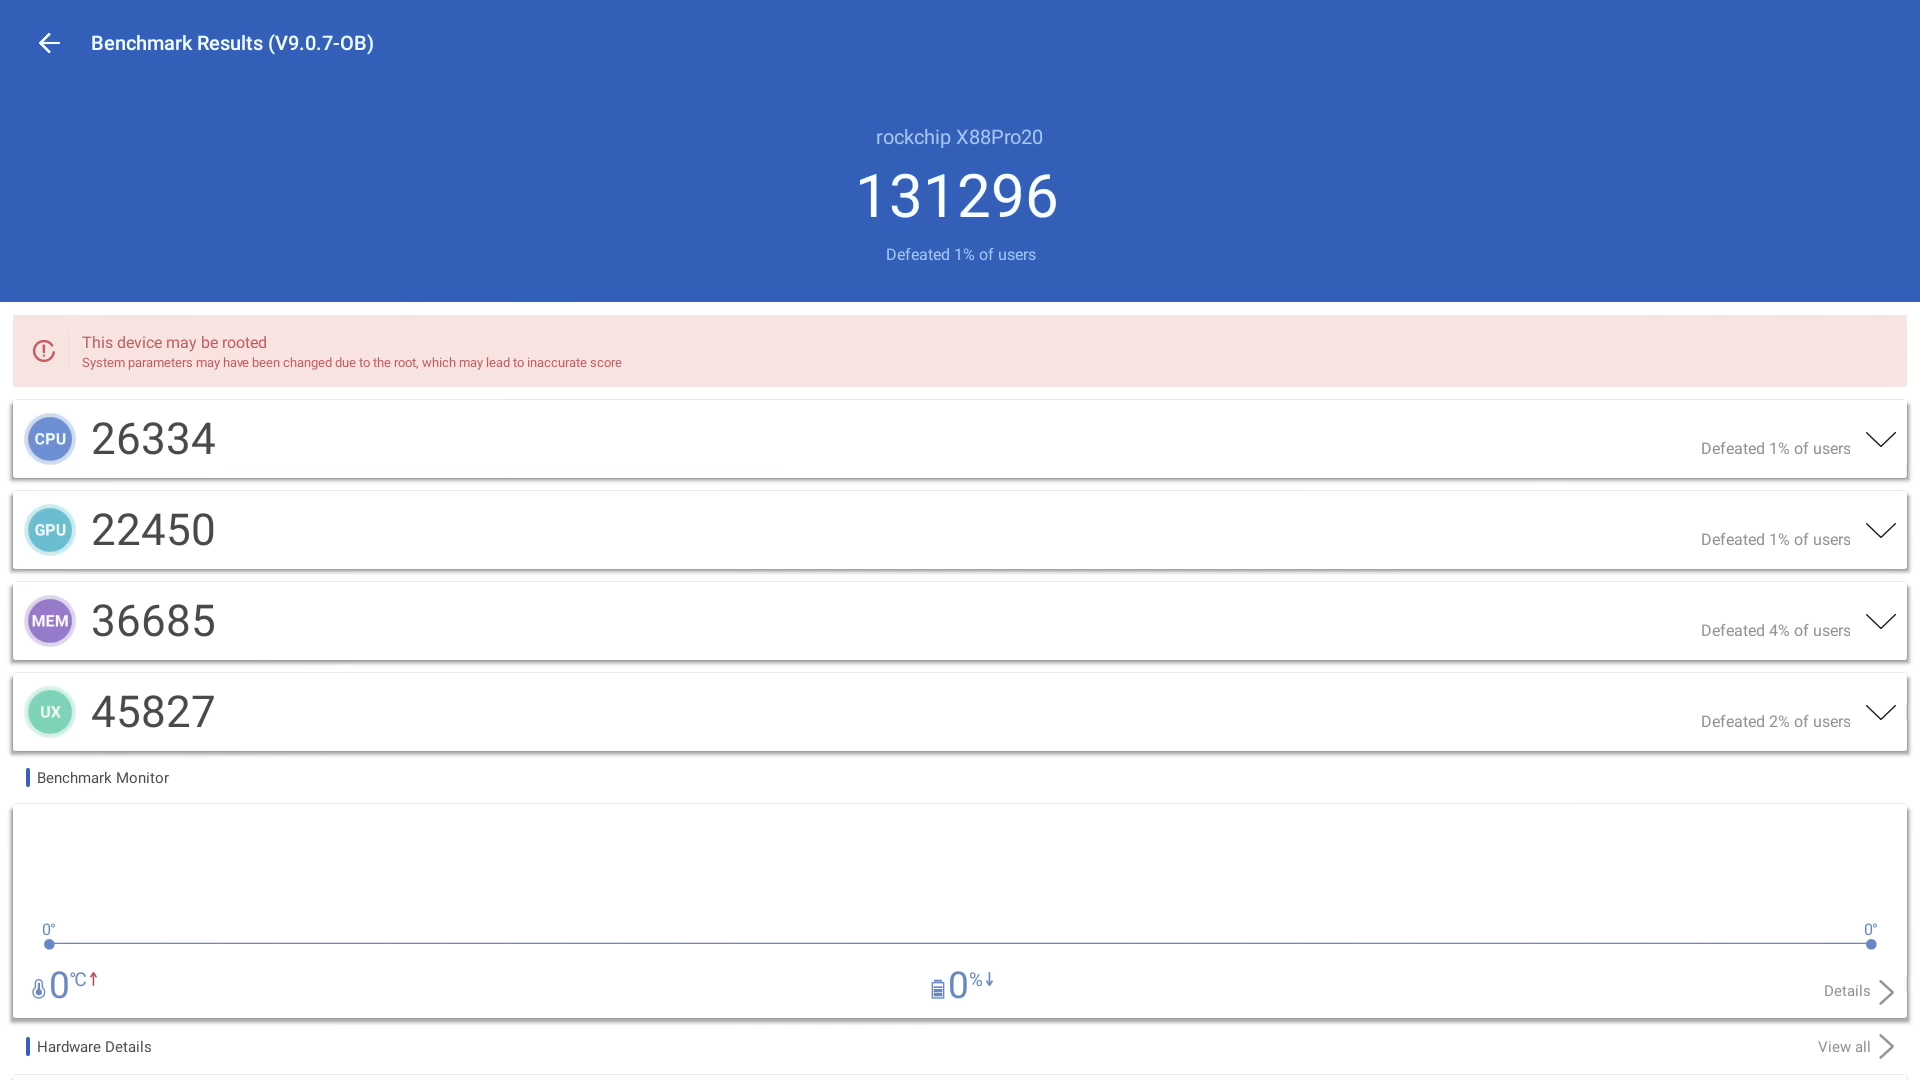 Benchmark Results (V9.0.7-OB)
rockchip X88Pro20
131296
Defeated 1% of users
This device may be rooted
System parameters may have been changed due to the root, which may lead to inaccurate score
CPU 26334 Defeated 1% of users
GPU 22450 Defeated 1% of users
MEM 36685 Defeated 4% of users
UX 45827 Defeated 2% of users
Benchmark Monitor
0° 0°
0℃↑ 0%↓ Details
Hardware Details View all